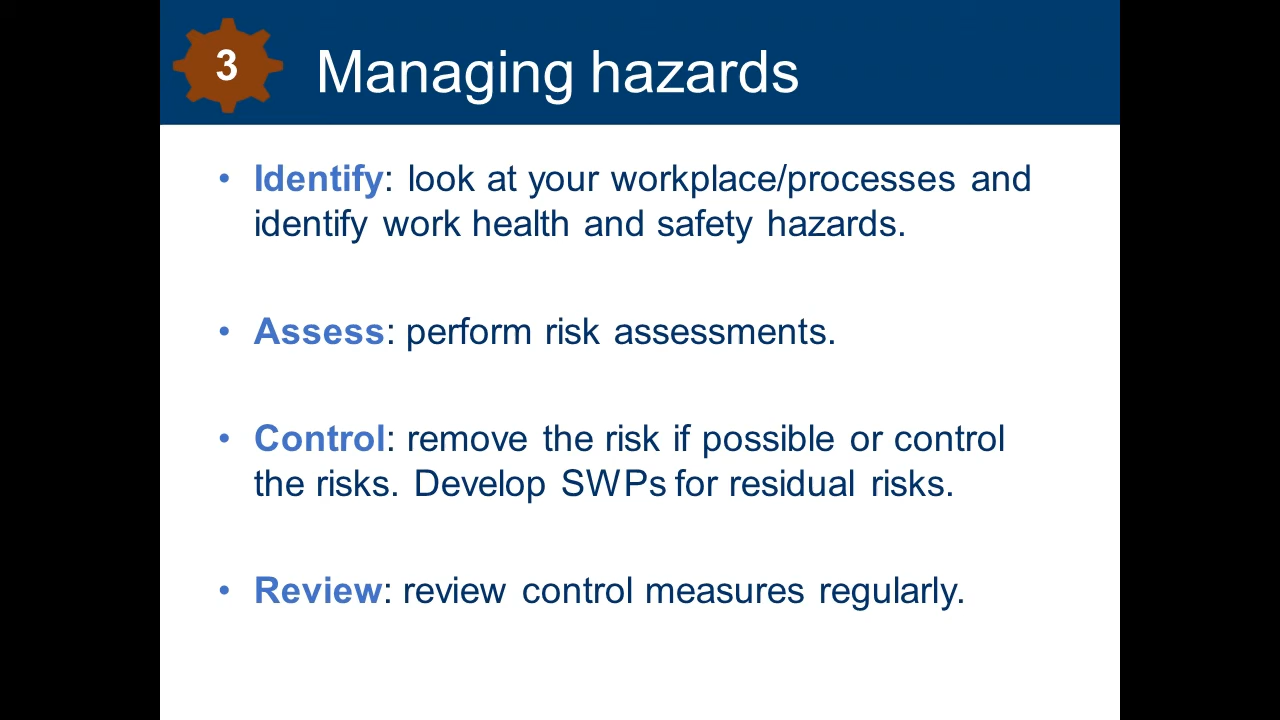 3
Managing hazards
• Identify: look at your workplace/processes and
identify work health and safety hazards.
• Assess: perform risk assessments.
• Control: remove the risk if possible or control
the risks. Develop SWPs for residual risks.
• Review: review control measures regularly.